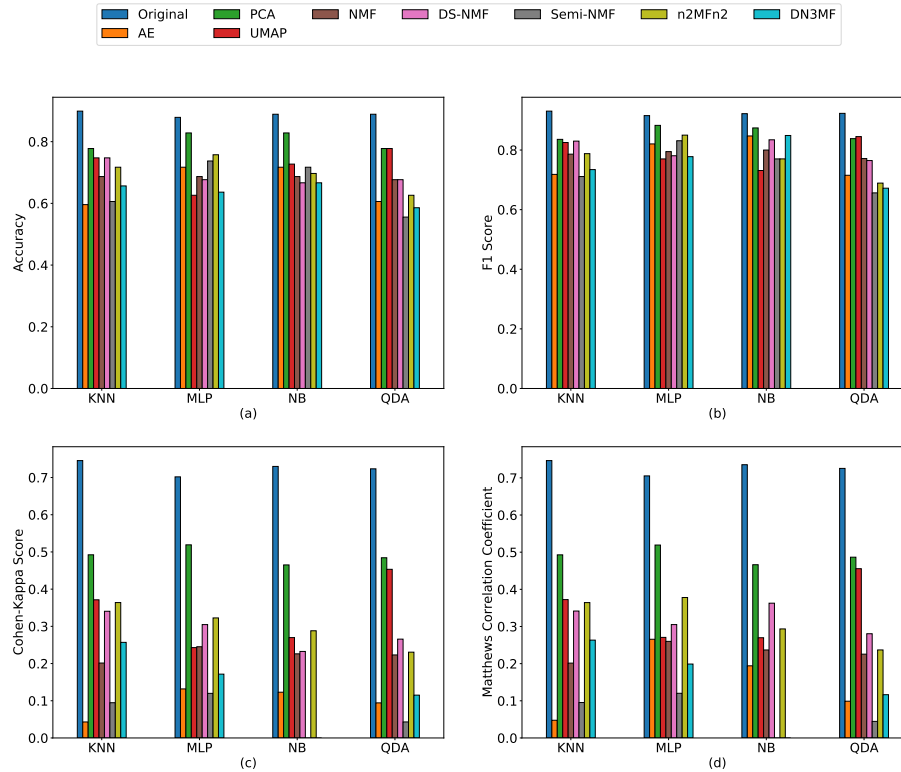 Original PCA NMF DS-NMF Semi-NMF n2MFn2 DN3MF
AE UMAP
Accuracy
0.8
0.6
0.4
0.2
0.0
KNN MLP NB QDA
(a)
F1 Score
0.8
0.6
0.4
0.2
0.0
KNN MLP NB QDA
(b)
Cohen-Kappa Score
0.7
0.6
0.5
0.4
0.3
0.2
0.1
0.0
KNN MLP NB QDA
(c)
Matthews Correlation Coefficient
0.7
0.6
0.5
0.4
0.3
0.2
0.1
0.0
KNN MLP NB QDA
(d)